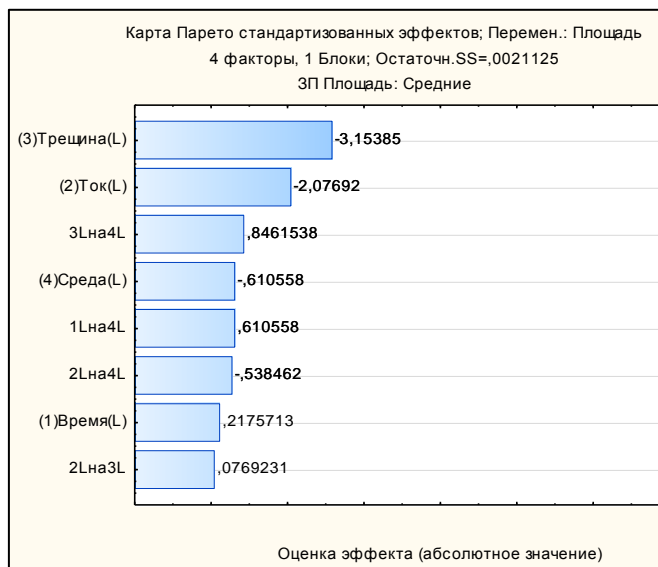 Карта Парето стандартизованных эффектов; Перемен.: Площадь
4 факторы, 1 Блоки; Остаточн.SS=,0021125
ЗП Площадь: Средние
(3)Трещина(L) -3,15385
(2)Ток(L) -2,07692
3Lна4L ,8461538
(4)Среда(L) -,610558
1Lна4L ,610558
2Lна4L -,538462
(1)Время(L) ,2175713
2Lна3L ,0769231
Оценка эффекта (абсолютное значение)